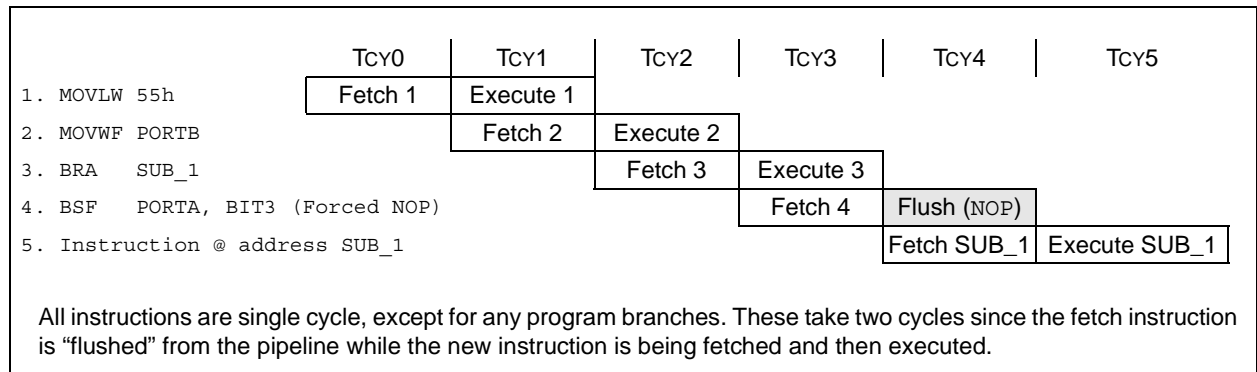 TCY0 TCY1 TCY2 TCY3 TCY4 TCY5
1. MOVLW 55h Fetch 1 Execute 1
2. MOVWF PORTB Fetch 2 Execute 2
3. BRA SUB_1 Fetch 3 Execute 3
4. BSF PORTA, BIT3 (Forced NOP) Fetch 4 Flush (NOP)
5. Instruction @ address SUB_1 Fetch SUB_1 Execute SUB_1
All instructions are single cycle, except for any program branches. These take two cycles since the fetch instruction
is “flushed” from the pipeline while the new instruction is being fetched and then executed.